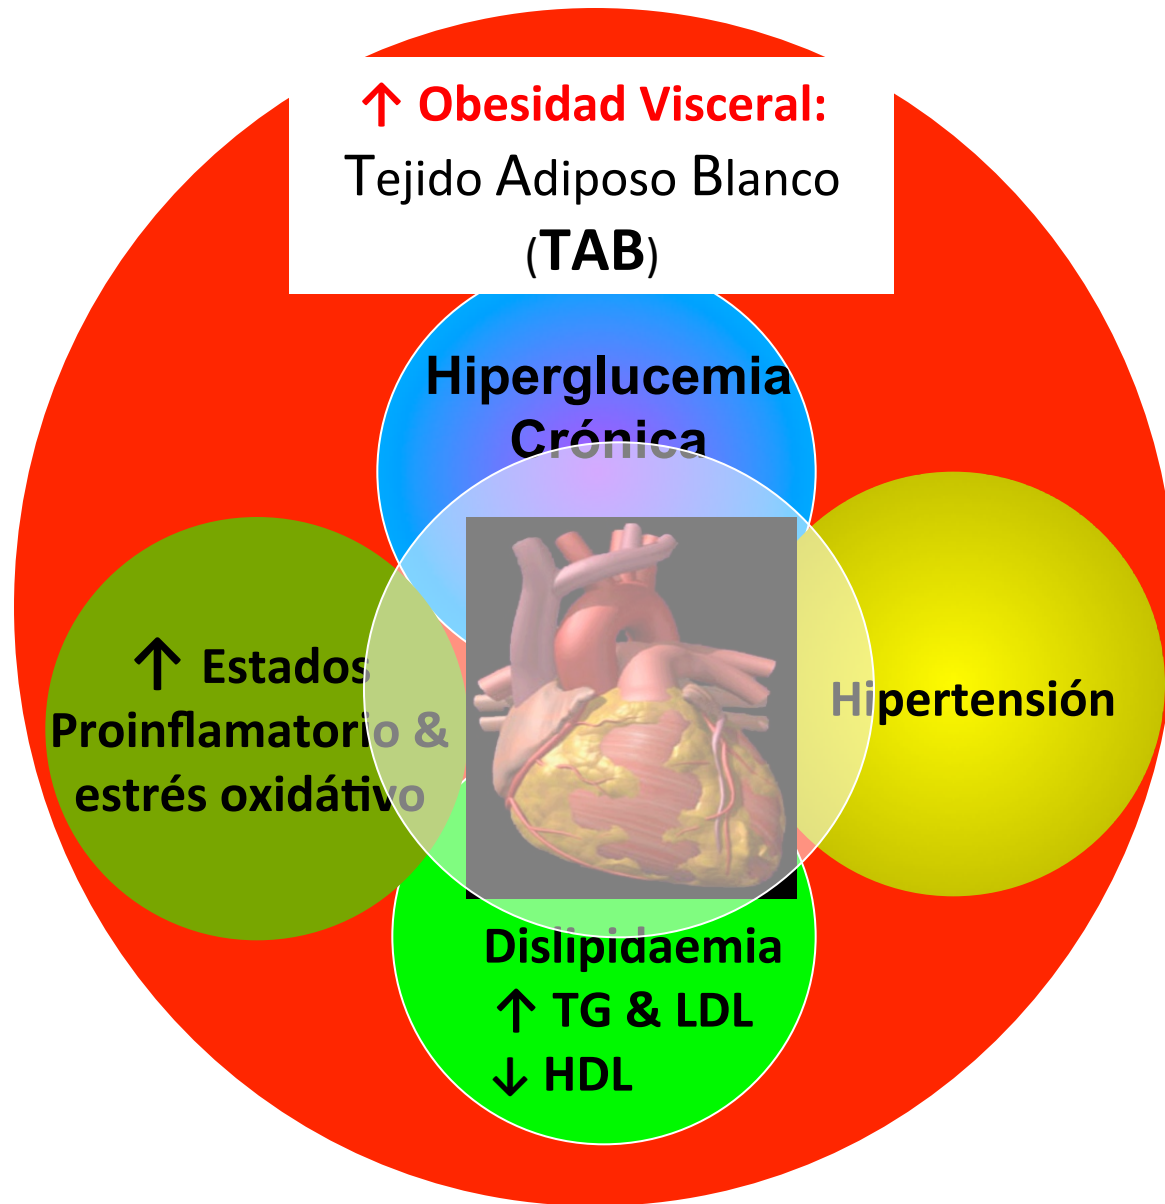 ↑ Obesidad Visceral:
Tejido Adiposo Blanco
(TAB)
Hiperglucemia
Crónica
↑ Estados
Proinflamatorio &
estrés oxidátivo
Hipertensión
Dislipidaemia
↑ TG & LDL
↓ HDL